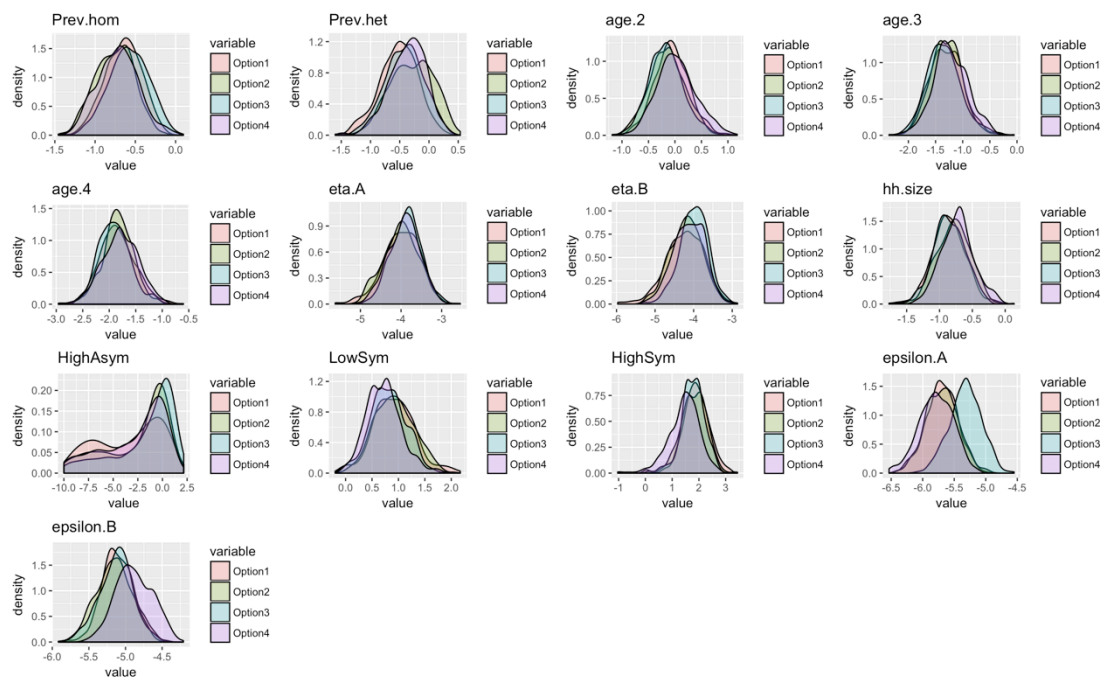 Prev.hom
variable
Option1
Option2
Option3
Option4
density
1.5
1.0
0.5
0.0
-1.5 -1.0 -0.5 0.0
value
Prev.het
variable
Option1
Option2
Option3
Option4
density
1.2
0.8
0.4
0.0
-1.5 -1.0 -0.5 0.0 0.5
value
age.2
variable
Option1
Option2
Option3
Option4
density
1.5
1.0
0.5
0.0
-1.0 -0.5 0.0 0.5 1.0
value
age.3
variable
Option1
Option2
Option3
Option4
density
1.0
0.5
0.0
-2.0 -1.5 -1.0 -0.5 0.0
value
age.4
variable
Option1
Option2
Option3
Option4
density
1.5
1.0
0.5
0.0
-3.0 -2.5 -2.0 -1.5 -1.0 -0.5
value
eta.A
variable
Option1
Option2
Option3
Option4
density
1.2
0.9
0.6
0.3
0.0
-5 -4 -3
value
eta.B
variable
Option1
Option2
Option3
Option4
density
1.00
0.75
0.50
0.25
0.00
-6 -5 -4 -3
value
hh.size
variable
Option1
Option2
Option3
Option4
density
1.5
1.0
0.5
0.0
-1.5 -1.0 -0.5 0.0
value
HighAsym
variable
Option1
Option2
Option3
Option4
density
0.20
0.15
0.10
0.05
0.00
-10.0 -7.5 -5.0 -2.5 0.0 2.5
value
LowSym
variable
Option1
Option2
Option3
Option4
density
1.2
0.8
0.4
0.0
0.0 0.5 1.0 1.5 2.0
value
HighSym
variable
Option1
Option2
Option3
Option4
density
0.75
0.50
0.25
0.00
-1 0 1 2 3
value
epsilon.A
variable
Option1
Option2
Option3
Option4
density
1.5
1.0
0.5
0.0
-6.5 -6.0 -5.5 -5.0 -4.5
value
epsilon.B
variable
Option1
Option2
Option3
Option4
density
1.5
1.0
0.5
0.0
-6.0 -5.5 -5.0 -4.5
value